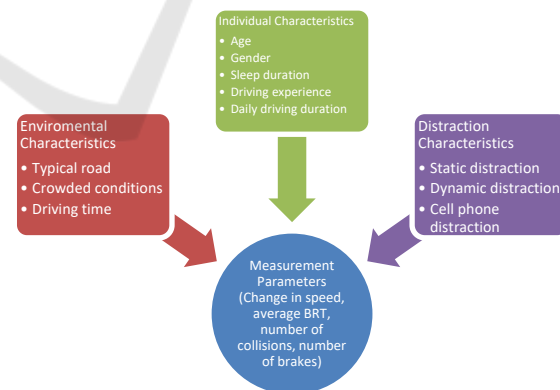 Individual Characteristics
• Age
• Gender
• Sleep duration
• Driving experience
• Daily driving duration
Enviromental
Characteristics
• Typical road
• Crowded conditions
• Driving time
Distraction
Characteristics
• Static distraction
• Dynamic distraction
• Cell phone
distraction
Measurement
Parameters
(Change in speed,
average BRT,
number of
collisions, number
of brakes)